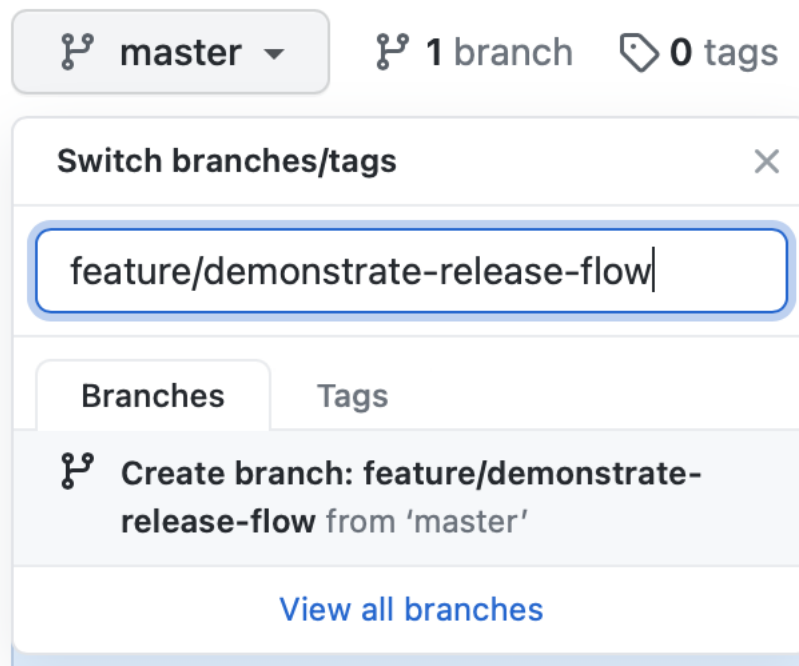 master 1 branch 0 tags
Switch branches/tags
feature/demonstrate-release-flow
Branches Tags
Create branch: feature/demonstrate-
release-flow from ‘master’
View all branches